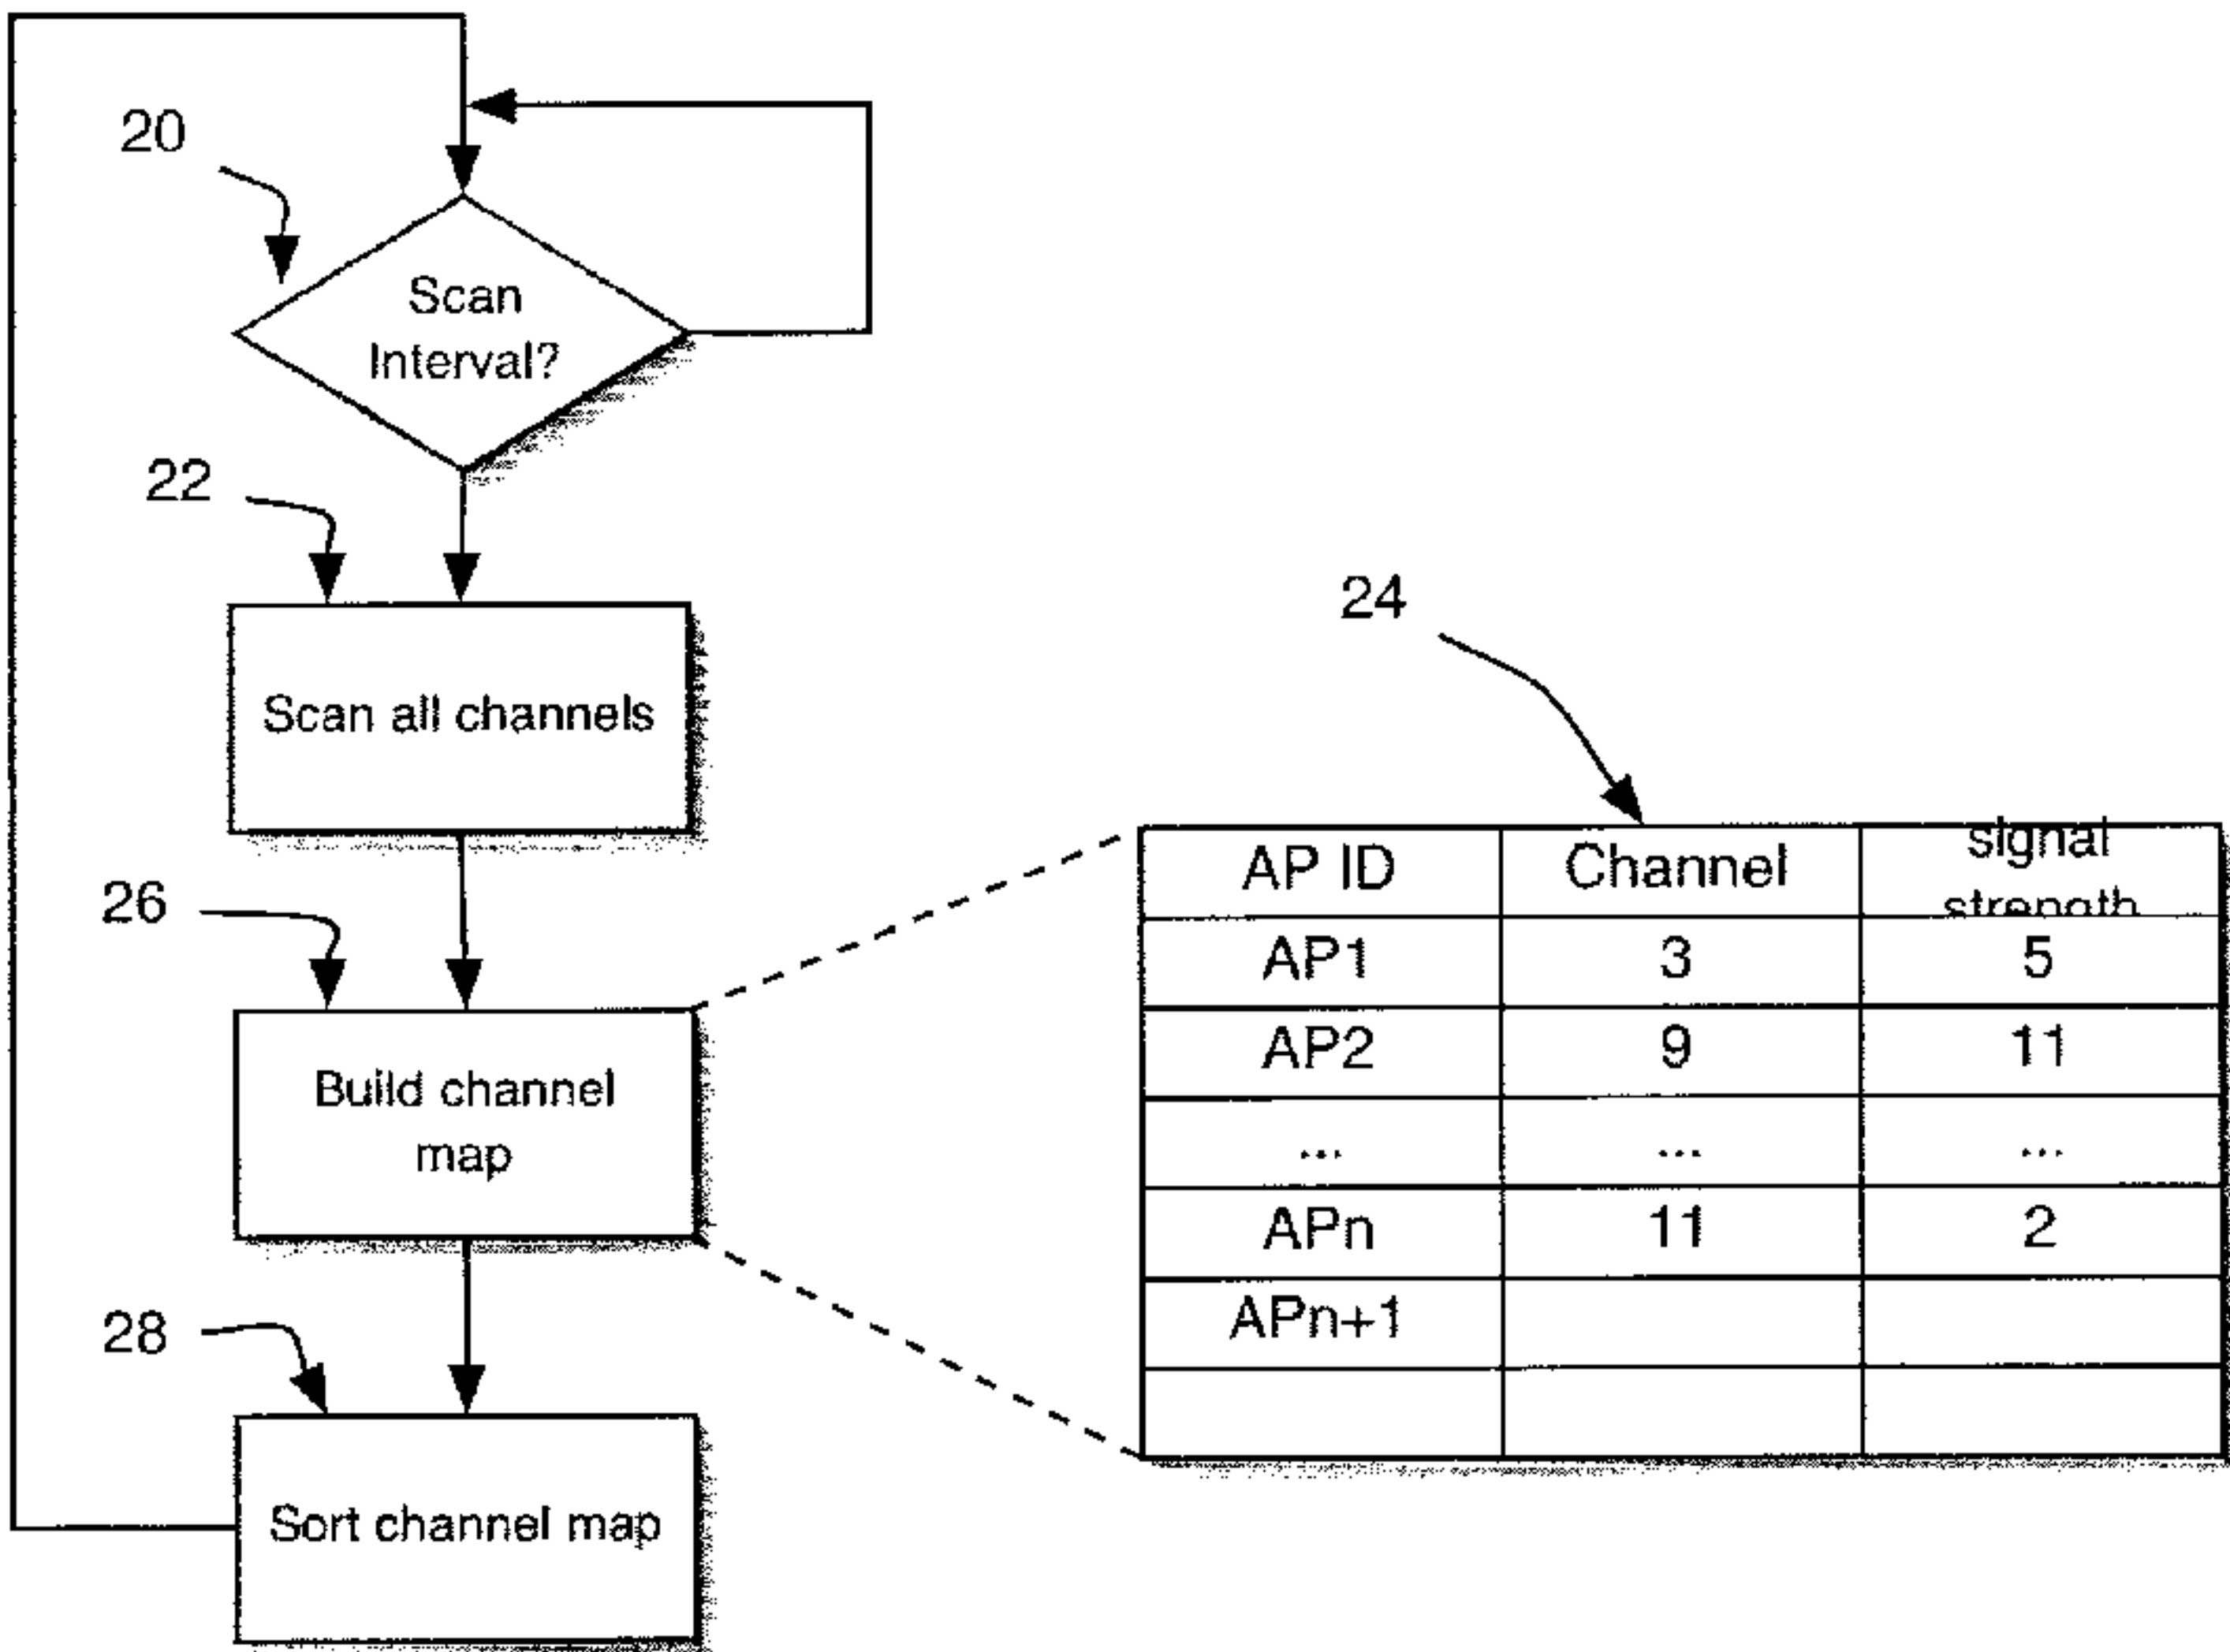 20
Scan
Interval?
22
Scan all channels
24
26
Build channel
map
AP ID Channel signal
strength
AP1 3 5
AP2 9 11
... ... ...
APn 11 2
APn+1
28
Sort channel map